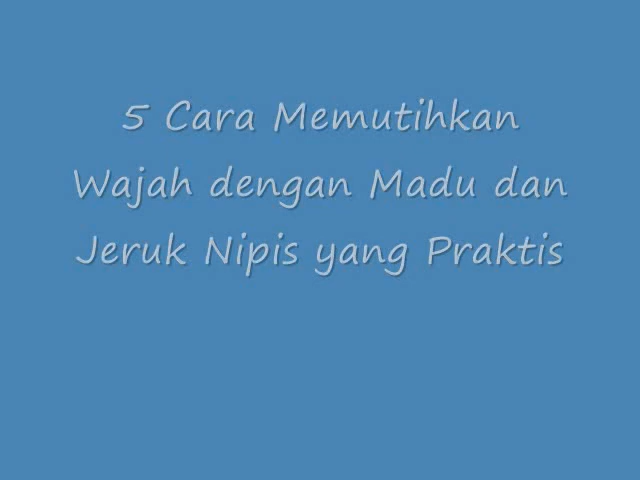 5 Cara Memutihkan
Wajah dengan Madu dan
Jeruk Nipis yang Praktis